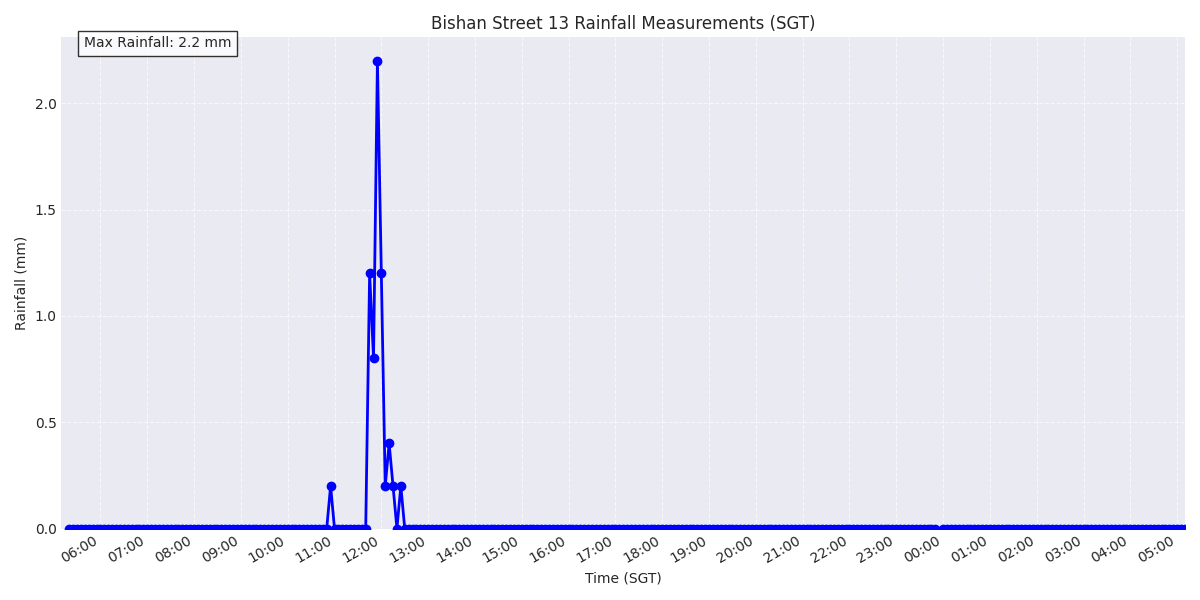 Bishan Street 13 Rainfall Measurements (SGT)
Max Rainfall: 2.2 mm
Rainfall (mm)
2.0
1.5
1.0
0.5
0.0
06:00 07:00 08:00 09:00 10:00 11:00 12:00 13:00 14:00 15:00 16:00 17:00 18:00 19:00 20:00 21:00 22:00 23:00 00:00 01:00 02:00 03:00 04:00 05:00
Time (SGT)